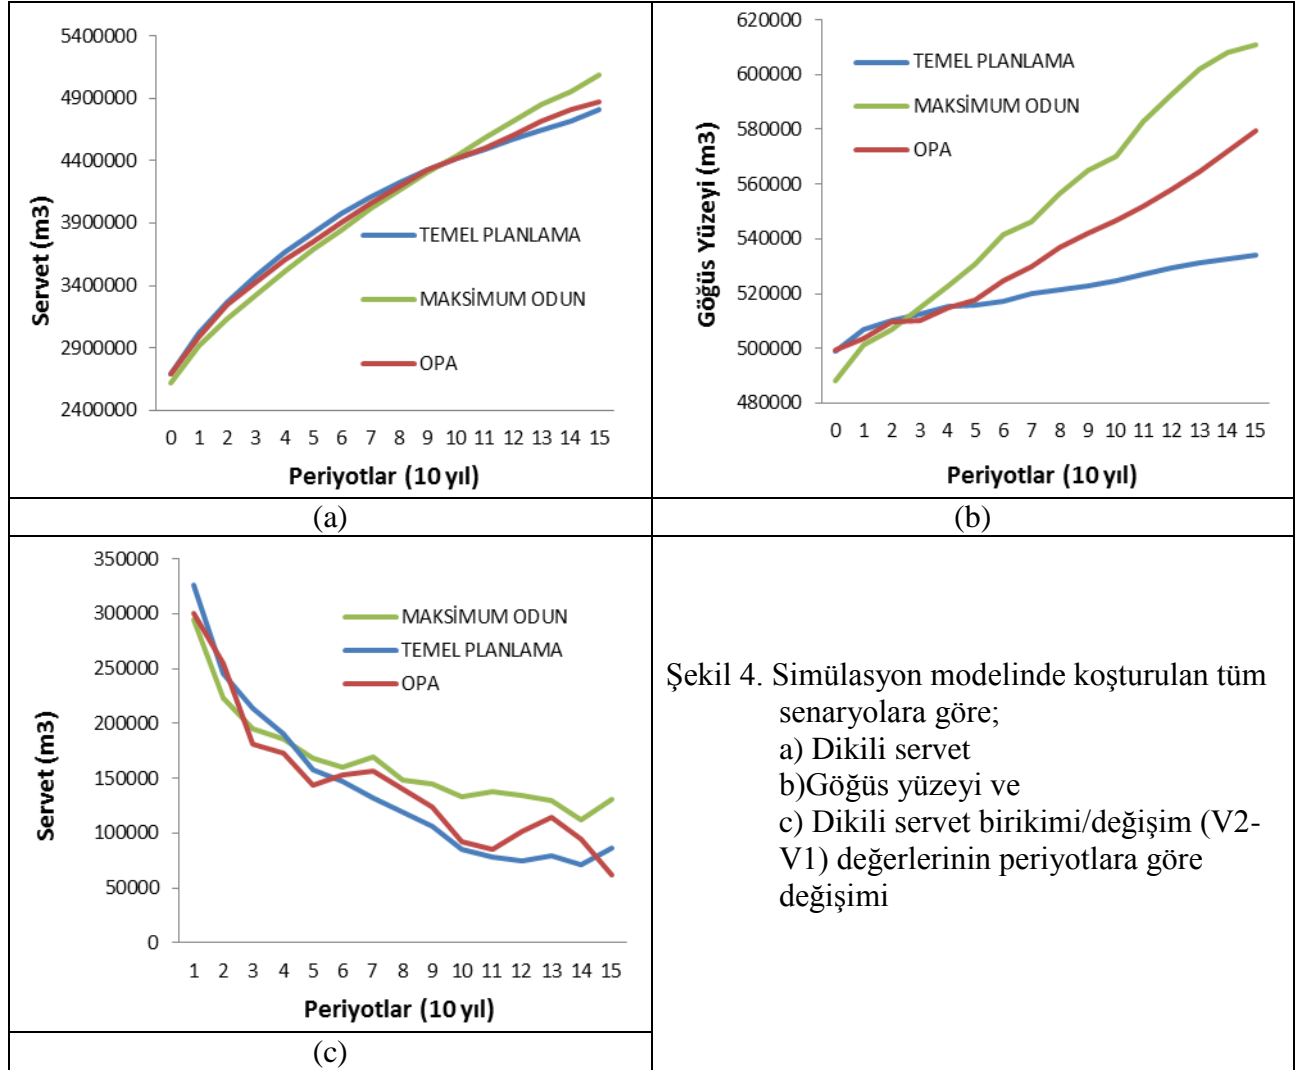 5400000
4900000
4400000
3900000
3400000
2900000
2400000
Servet (m3)
TEMEL PLANLAMA
MAKSİMUM ODUN
OPA
0 1 2 3 4 5 6 7 8 9 10 11 12 13 14 15
Periyotlar (10 yıl)
(a)
620000
600000
580000
560000
540000
520000
500000
480000
Göğüs Yüzeyi (m3)
TEMEL PLANLAMA
MAKSİMUM ODUN
OPA
0 1 2 3 4 5 6 7 8 9 10 11 12 13 14 15
Periyotlar (10 yıl)
(b)
350000
300000
250000
200000
150000
100000
50000
0
Servet (m3)
MAKSİMUM ODUN
TEMEL PLANLAMA
OPA
1 2 3 4 5 6 7 8 9 10 11 12 13 14 15
Periyotlar (10 yıl)
(c)
Şekil 4. Simülasyon modelinde koşturulan tüm
senaryolara göre;
a) Dikili servet
b)Göğüs yüzeyi ve
c) Dikili servet birikimi/değişim (V2-
V1) değerlerinin periyotlara göre
değişimi